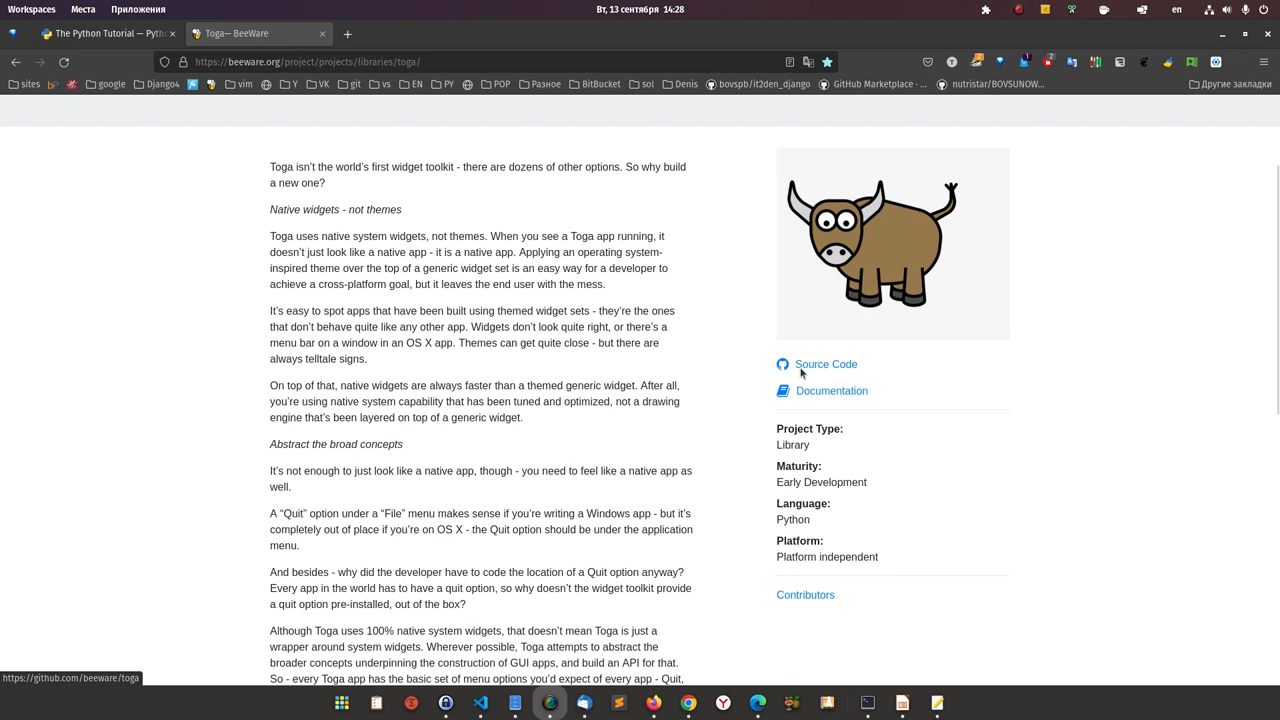 Workspaces Места Приложения Вт, 13 сентября 14:28 en
The Python Tutorial — Pyth Toga— BeeWare
https://beeware.org/project/projects/libraries/toga/
sites google Django4 vim Y VK git vs EN PY POP Разное BitBucket sol Denis bovspb/it2den_django GitHub Marketplace · ... nutristar/BOVSUNOW... Другие закладки
Toga isn’t the world’s first widget toolkit - there are dozens of other options. So why build
a new one?
Native widgets - not themes
Toga uses native system widgets, not themes. When you see a Toga app running, it
doesn’t just look like a native app - it is a native app. Applying an operating system-
inspired theme over the top of a generic widget set is an easy way for a developer to
achieve a cross-platform goal, but it leaves the end user with the mess.
It’s easy to spot apps that have been built using themed widget sets - they’re the ones
that don’t behave quite like any other app. Widgets don’t look quite right, or there’s a
menu bar on a window in an OS X app. Themes can get quite close - but there are
always telltale signs.
On top of that, native widgets are always faster than a themed generic widget. After all,
you’re using native system capability that has been tuned and optimized, not a drawing
engine that’s been layered on top of a generic widget.
Abstract the broad concepts
It’s not enough to just look like a native app, though - you need to feel like a native app as
well.
A “Quit” option under a “File” menu makes sense if you’re writing a Windows app - but it’s
completely out of place if you’re on OS X - the Quit option should be under the application
menu.
And besides - why did the developer have to code the location of a Quit option anyway?
Every app in the world has to have a quit option, so why doesn’t the widget toolkit provide
a quit option pre-installed, out of the box?
Although Toga uses 100% native system widgets, that doesn’t mean Toga is just a
wrapper around system widgets. Wherever possible, Toga attempts to abstract the
broader concepts underpinning the construction of GUI apps, and build an API for that.
So - every Toga app has the basic set of menu options you’d expect of every app - Quit,
Source Code
Documentation
Project Type:
Library
Maturity:
Early Development
Language:
Python
Platform:
Platform independent
Contributors
https://github.com/beeware/toga